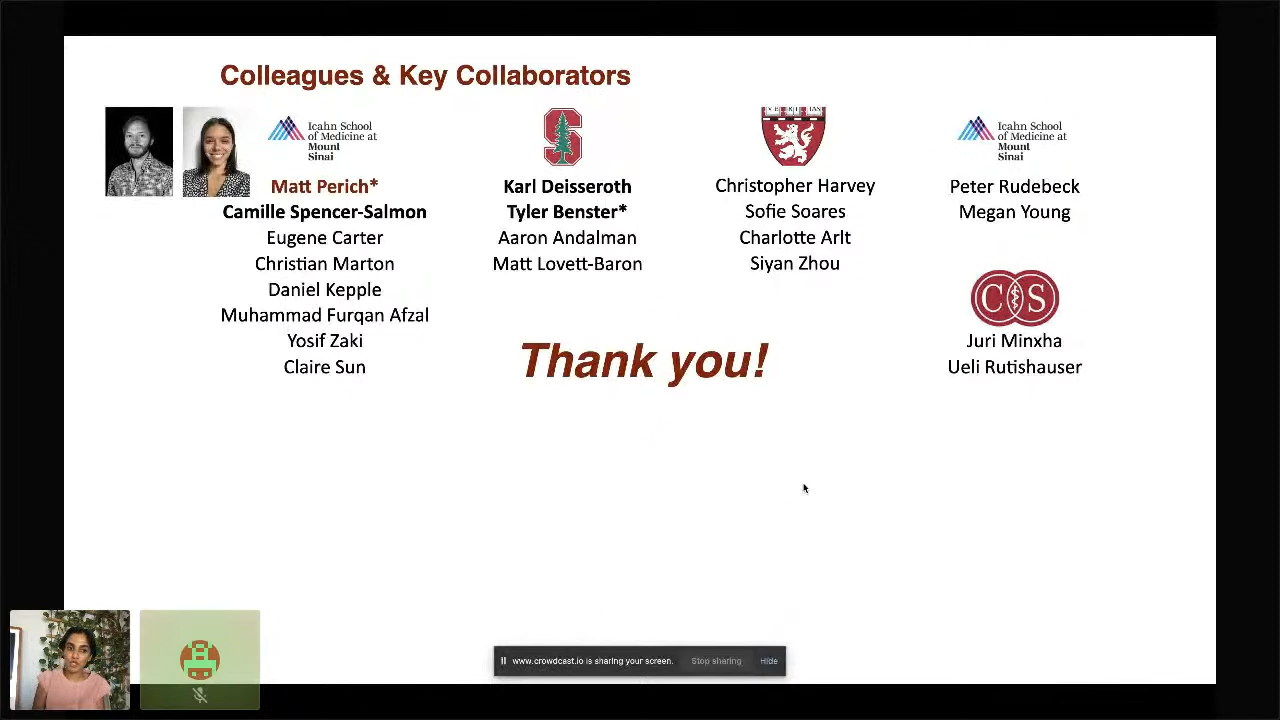 Colleagues & Key Collaborators
Icahn School
of Medicine at
Mount
Sinai
Matt Perich*
Camille Spencer-Salmon
Eugene Carter
Christian Marton
Daniel Kepple
Muhammad Furqan Afzal
Yosif Zaki
Claire Sun
S
Karl Deisseroth
Tyler Benster*
Aaron Andalman
Matt Lovett-Baron
Christopher Harvey
Sofie Soares
Charlotte Arlt
Siyan Zhou
Icahn School
of Medicine at
Mount
Sinai
Peter Rudebeck
Megan Young
C S
Juri Minxha
Ueli Rutishauser
Thank you!
www.crowdcast.io is sharing your screen. Stop sharing Hide